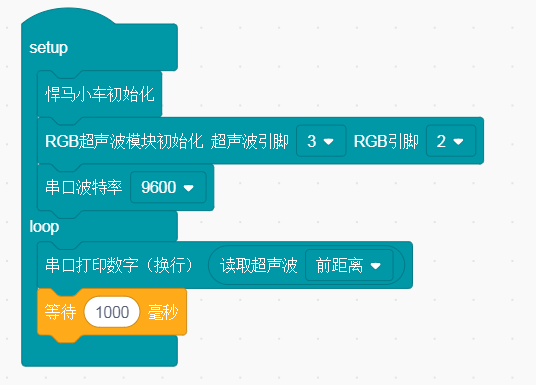 setup
悍马小车初始化
RGB超声波模块初始化 超声波引脚 3 RGB引脚 2
串口波特率 9600
loop
串口打印数字（换行） 读取超声波 前距离
等待 1000 毫秒